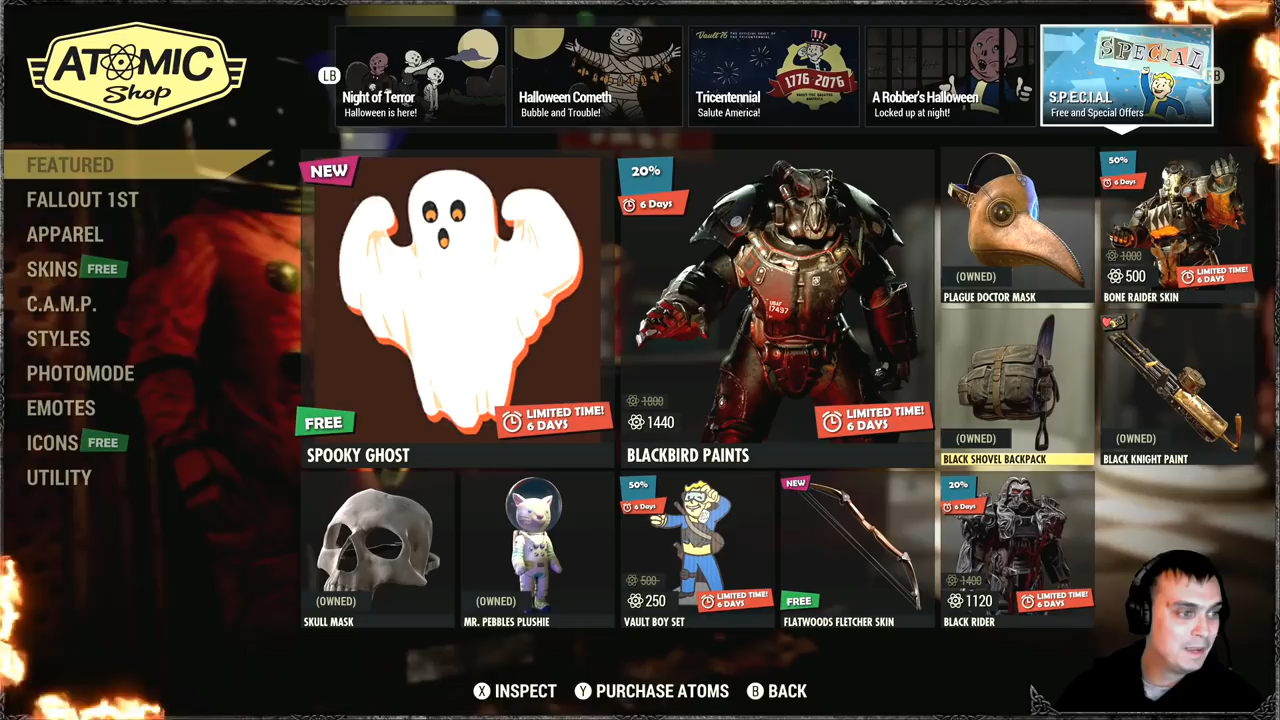 ATOMIC
Shop
LB
Night of Terror
Halloween is here!
Halloween Cometh
Bubble and Trouble!
Vault 76
1776 2076
Tricentennial
Salute America!
A Robber's Halloween
Locked up at night!
SPECIAL
S.P.E.C.I.A.L
Free and Special Offers
RB
FEATURED
FALLOUT 1ST
APPAREL
SKINS FREE
C.A.M.P.
STYLES
PHOTOMODE
EMOTES
ICONS FREE
UTILITY
NEW
FREE
LIMITED TIME!
6 DAYS
SPOOKY GHOST
20%
6 Days
USAF
17437
1800
1440
LIMITED TIME!
6 DAYS
BLACKBIRD PAINTS
(OWNED)
PLAGUE DOCTOR MASK
50%
6 Days
1000
500
LIMITED TIME!
6 DAYS
BONE RAIDER SKIN
(OWNED)
BLACK SHOVEL BACKPACK
(OWNED)
BLACK KNIGHT PAINT
(OWNED)
SKULL MASK
(OWNED)
MR. PEBBLES PLUSHIE
50%
6 Days
500
250
LIMITED TIME!
6 DAYS
VAULT BOY SET
NEW
FREE
FLATWOODS FLETCHER SKIN
20%
6 Days
1400
1120
LIMITED TIME!
6 DAYS
BLACK RIDER
X INSPECT
Y PURCHASE ATOMS
B BACK